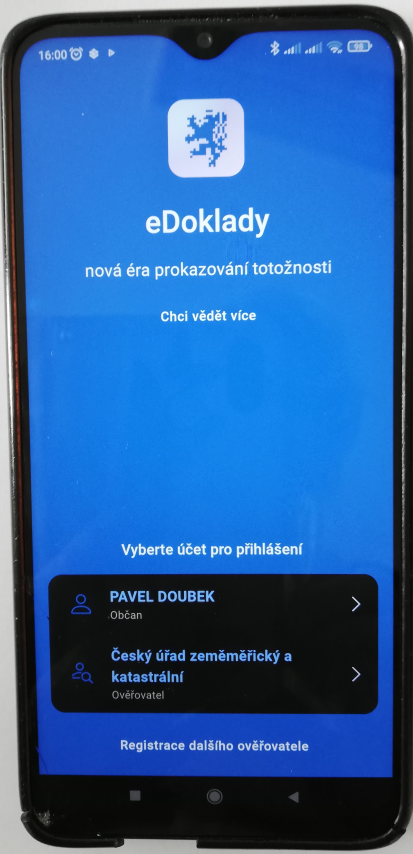 16:00
98
eDoklady
nová éra prokazování totožnosti
Chci vědět více
Vyberte účet pro přihlášení
PAVEL DOUBEK
Občan
Český úřad zeměměřický a
katastrální
Ověřovatel
Registrace dalšího ověřovatele